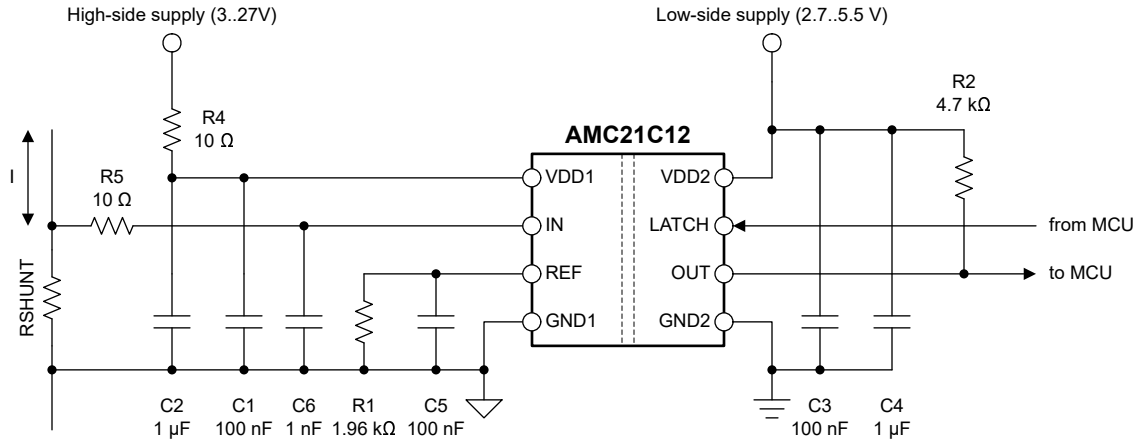 High-side supply (3..27V)
Low-side supply (2.7..5.5 V)
R4
10 Ω
R2
4.7 kΩ
AMC21C12
I
R5
10 Ω
VDD1
VDD2
IN
LATCH
from MCU
RSHUNT
REF
OUT
to MCU
GND1
GND2
C2
1 µF
C1
100 nF
C6
1 nF
R1
1.96 kΩ
C5
100 nF
C3
100 nF
C4
1 µF